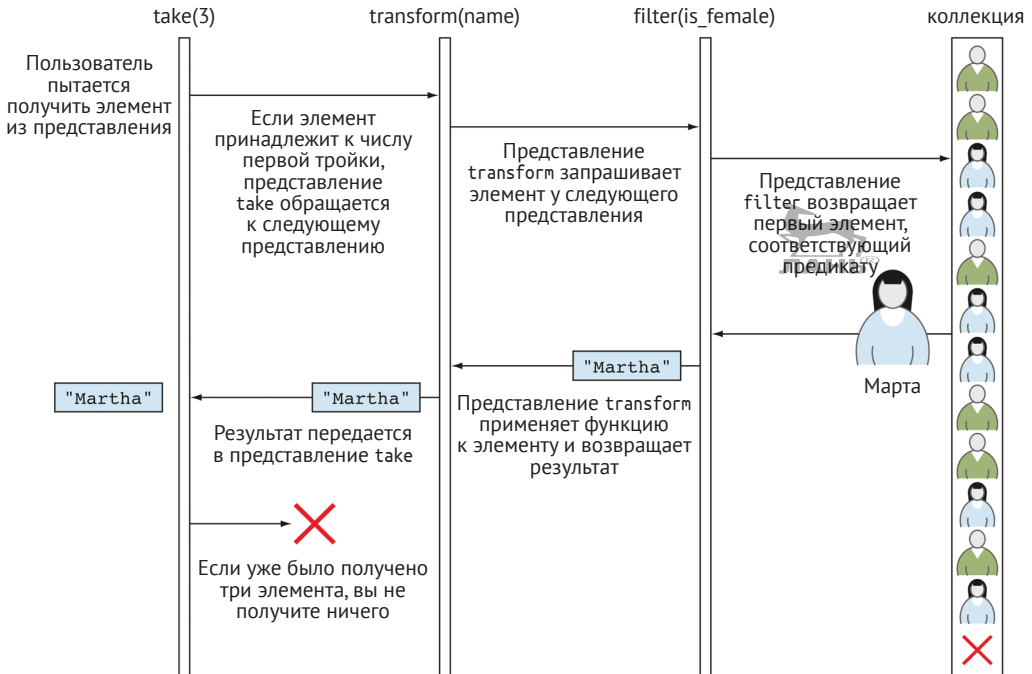 take(3)
transform(name)
filter(is_female)
коллекция
Пользователь
пытается
получить элемент
из представления
Если элемент
принадлежит к числу
первой тройки,
представление
take обращается
к следующему
представлению
Представление
transform запрашивает
элемент у следующего
представления
Представление
filter возвращает
первый элемент,
соответствующий
предикату
ЛАНЬ®
Марта
"Martha"
Представление transform
применяет функцию
к элементу и возвращает
результат
"Martha"
Результат передается
в представление take
"Martha"
Если уже было получено
три элемента, вы не
получите ничего